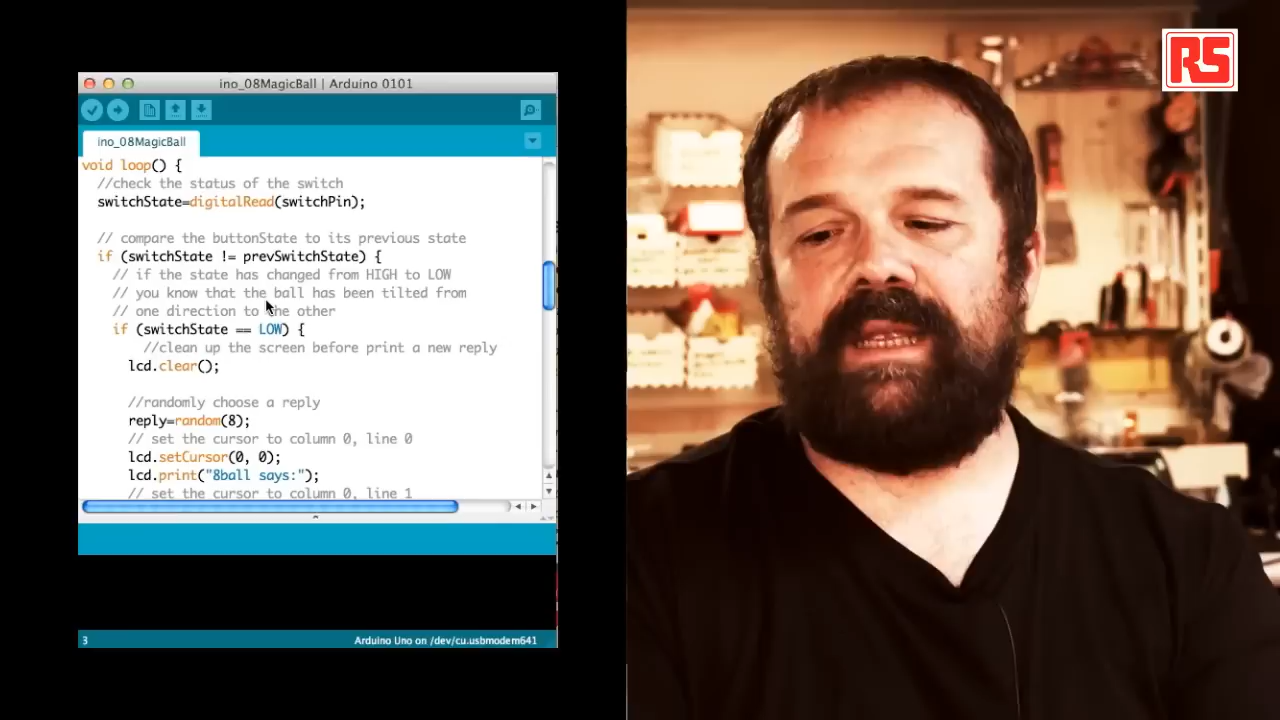 ino_08MagicBall | Arduino 0101
ino_08MagicBall
void loop() {
//check the status of the switch
switchState=digitalRead(switchPin);
// compare the buttonState to its previous state
if (switchState != prevSwitchState) {
// if the state has changed from HIGH to LOW
// you know that the ball has been tilted from
// one direction to the other
if (switchState == LOW) {
//clean up the screen before print a new reply
lcd.clear();
//randomly choose a reply
reply=random(8);
// set the cursor to column 0, line 0
lcd.setCursor(0, 0);
lcd.print("8ball says:");
// set the cursor to column 0, line 1
3
Arduino Uno on /dev/cu.usbmodem641
RS